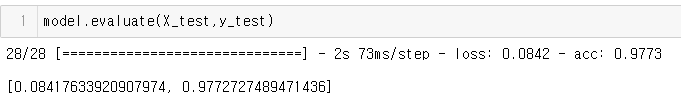 1 model.evaluate(X_test,y_test)
28/28 [==============================] - 2s 73ms/step - loss: 0.0842 - acc: 0.9773
[0.08417633920907974, 0.9772727489471436]